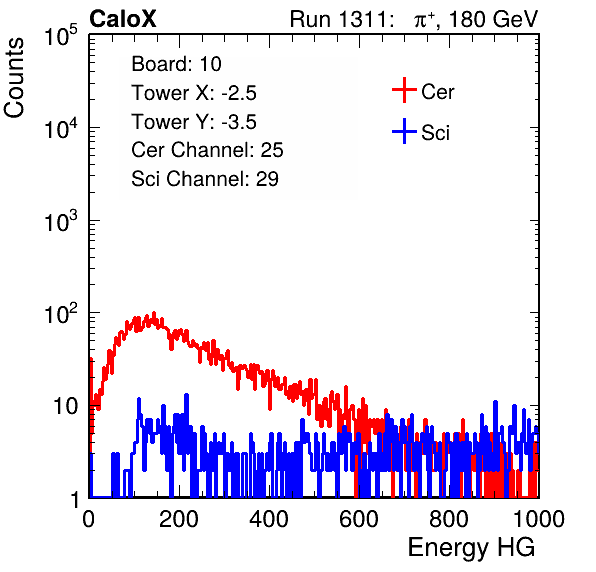 CaloX Run 1311: π⁺, 180 GeV
Counts
10⁵
10⁴
10³
10²
10
1
Board: 10
Tower X: -2.5
Tower Y: -3.5
Cer Channel: 25
Sci Channel: 29
Cer
Sci
0 200 400 600 800 1000
Energy HG